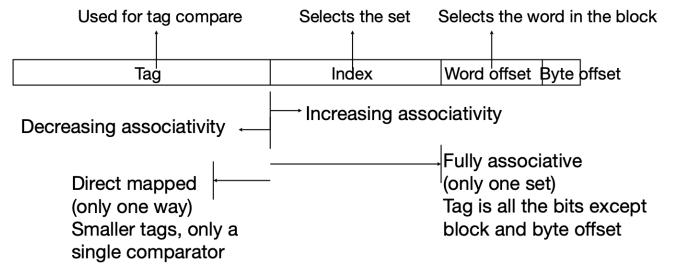 Used for tag compare
Selects the set
Selects the word in the block
Tag
Index
Word offset
Byte offset
Increasing associativity
Decreasing associativity
Fully associative
(only one set)
Tag is all the bits except
block and byte offset
Direct mapped
(only one way)
Smaller tags, only a
single comparator